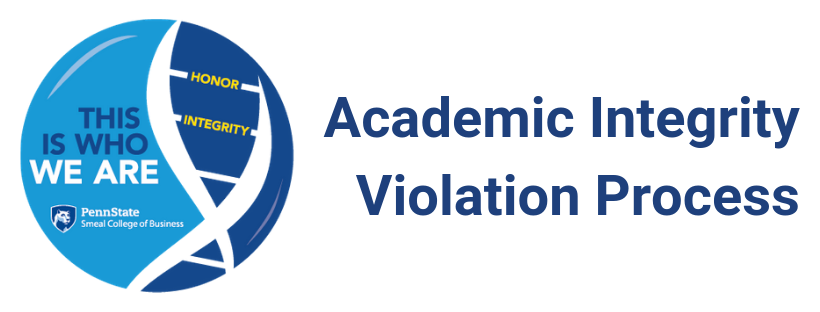 THIS
IS WHO
WE ARE
HONOR
INTEGRITY
PennState
Smeal College of Business
Academic Integrity
Violation Process